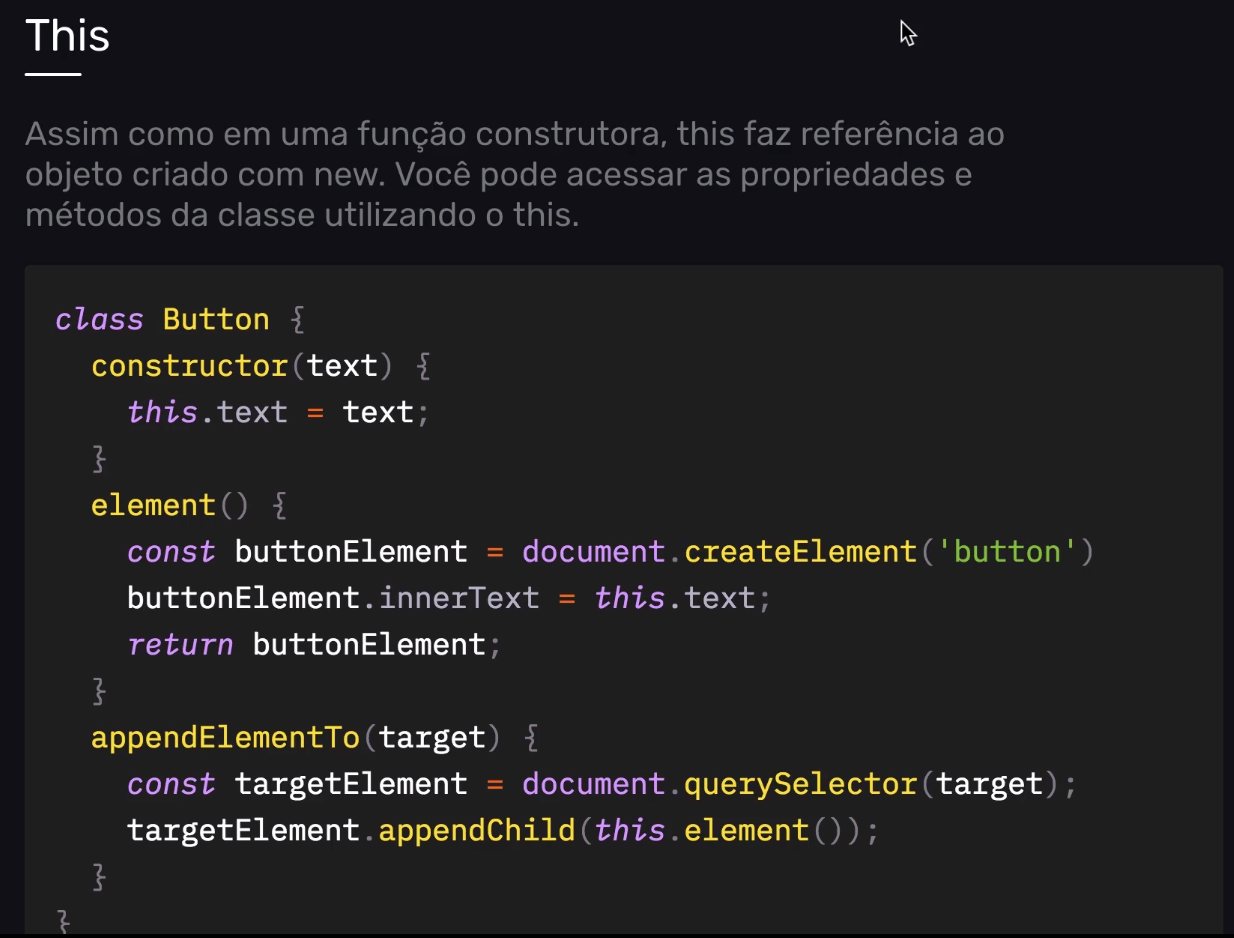 This
Assim como em uma função construtora, this faz referência ao
objeto criado com new. Você pode acessar as propriedades e
métodos da classe utilizando o this.
class Button {
  constructor(text) {
    this.text = text;
  }
  element() {
    const buttonElement = document.createElement('button')
    buttonElement.innerText = this.text;
    return buttonElement;
  }
  appendElementTo(target) {
    const targetElement = document.querySelector(target);
    targetElement.appendChild(this.element());
  }
}